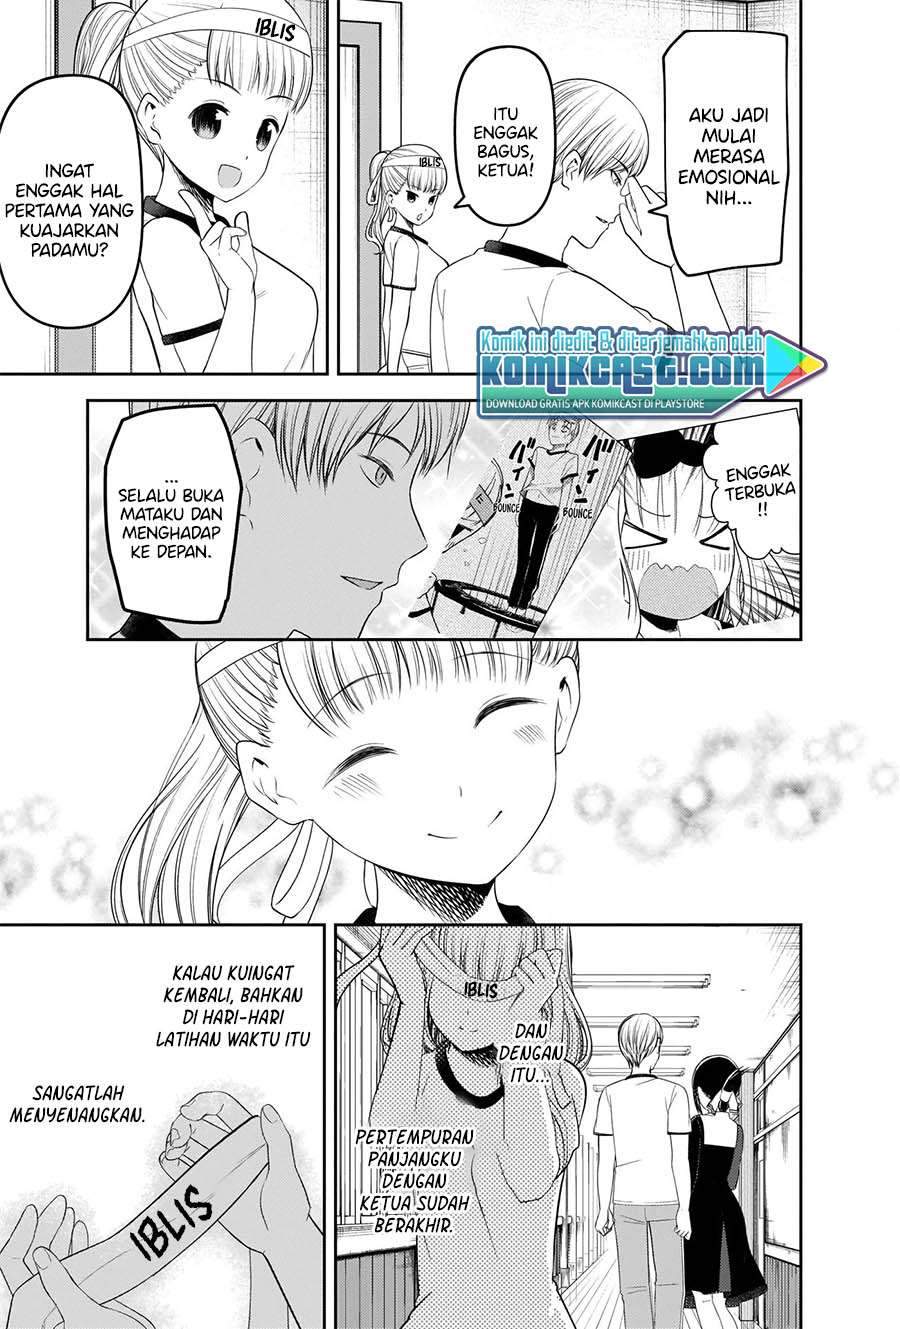 AKU JADI
MULAI
MERASA
EMOSIONAL
NIH...
ITU
ENGGAK
BAGUS,
KETUA!
IBLIS
IBLIS
INGAT
ENGGAK HAL
PERTAMA YANG
KUAJARKAN
PADAMU?
Komik ini diedit & diterjemahkan oleh
KOMIKCAST.COM
DOWNLOAD GRATIS APK KOMIKCAST DI PLAYSTORE
ENGGAK
TERBUKA
!!
BOUNCE
BOUNCE
...
SELALU BUKA
MATAKU DAN
MENGHADAP
KE DEPAN.
IBLIS
DAN
DENGAN
ITU...
PERTEMPURAN
PANJANGKU
DENGAN
KETUA SUDAH
BERAKHIR.
KALAU KUINGAT
KEMBALI, BAHKAN
DI HARI-HARI
LATIHAN WAKTU ITU
SANGATLAH
MENYENANGKAN.
IBLIS